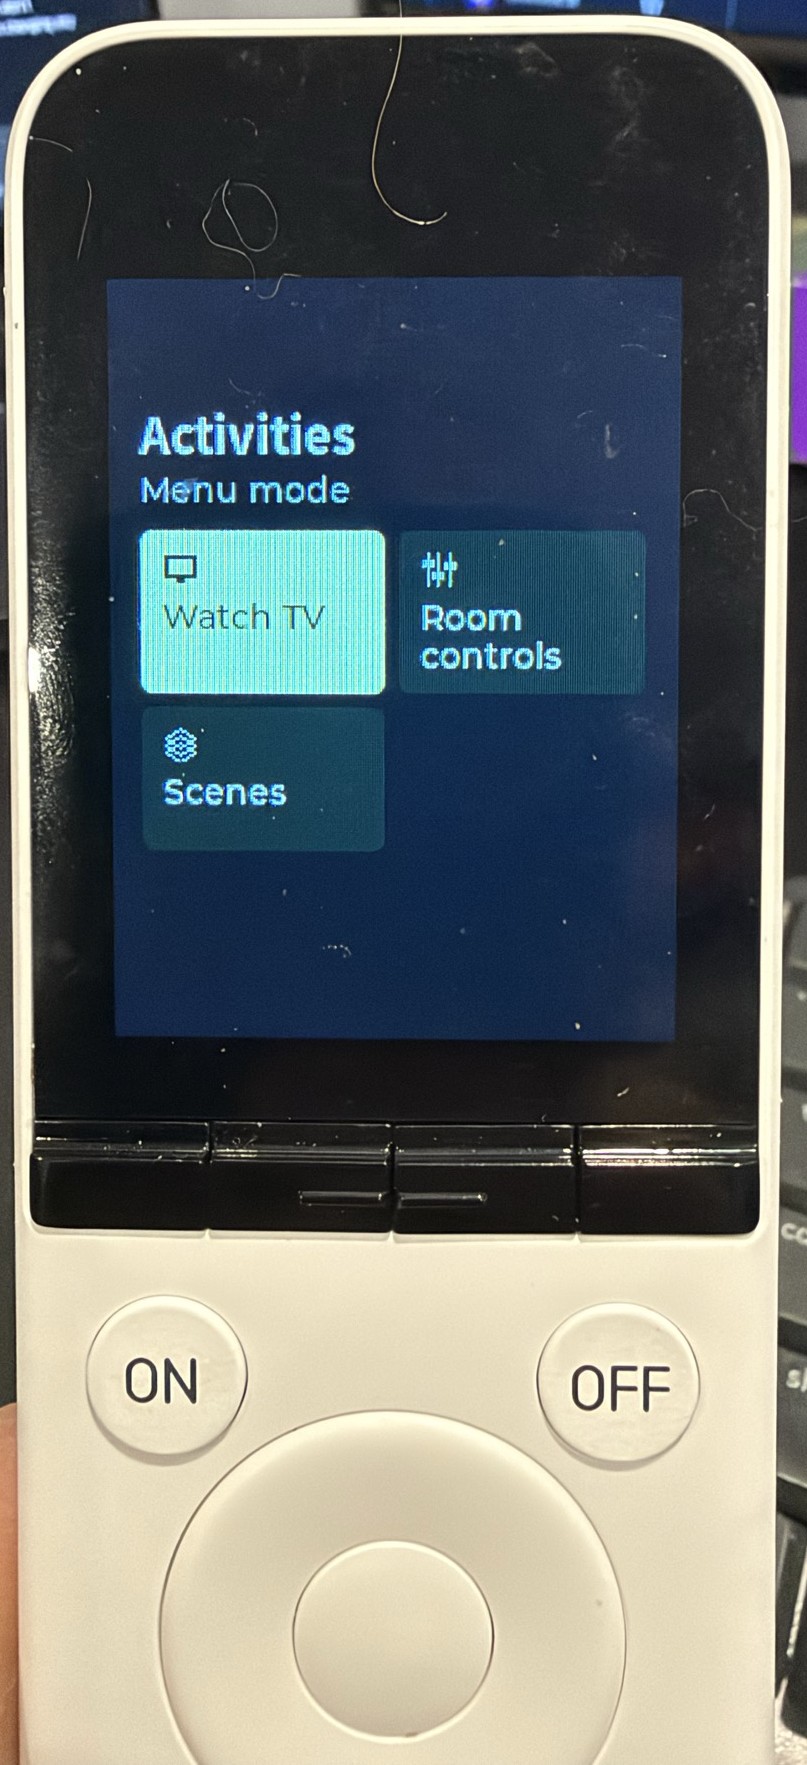 Activities
Menu mode
Watch TV
Room
controls
Scenes
ON
OFF